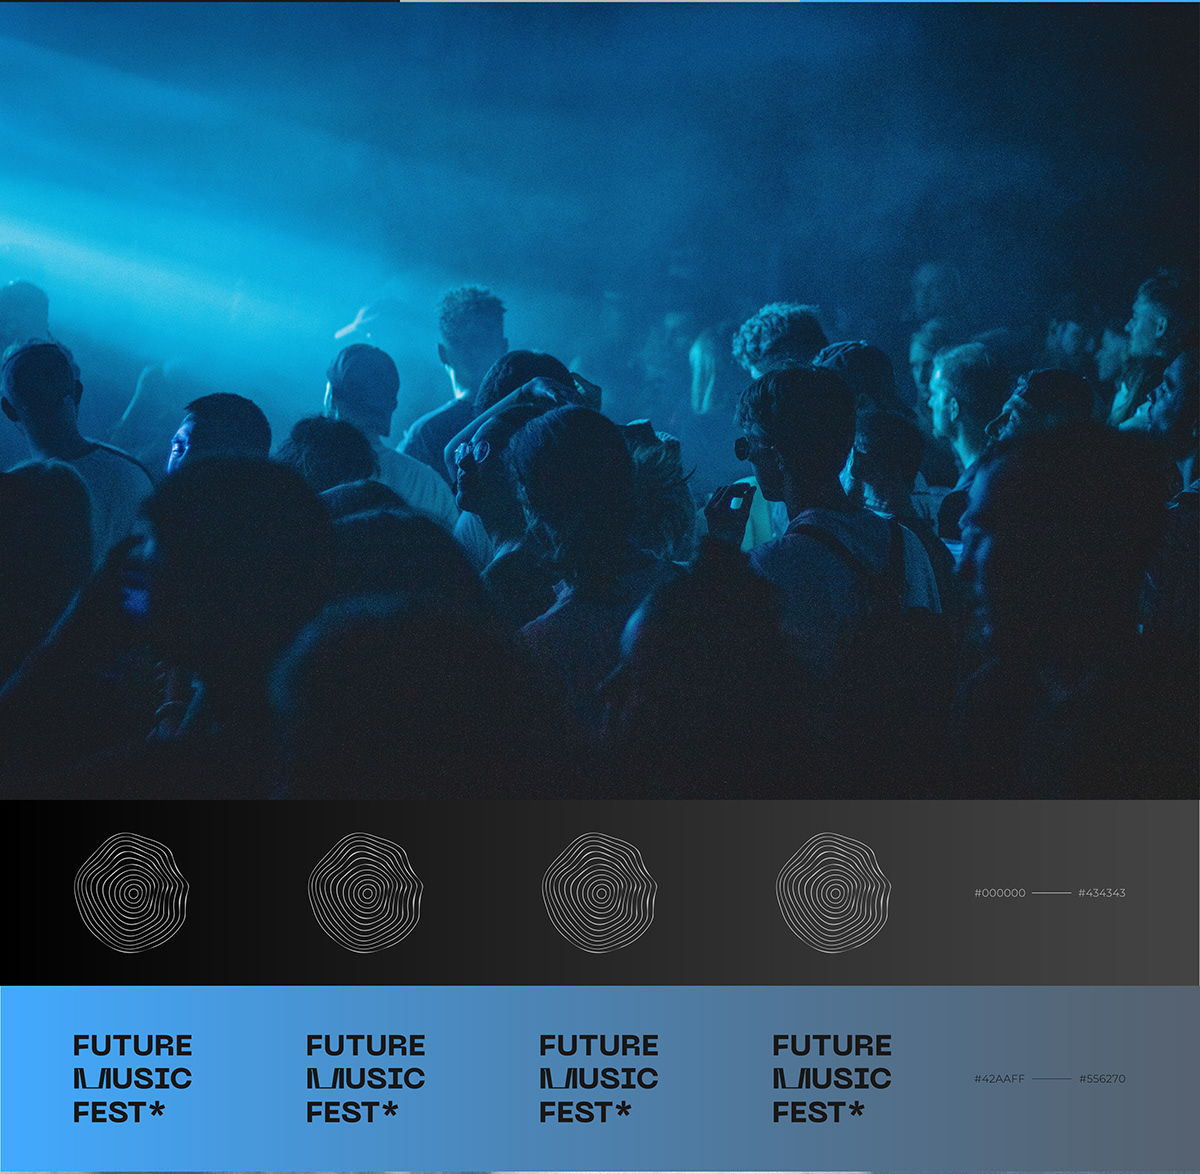 #000000 #434343
FUTURE FUTURE FUTURE FUTURE
MUSIC MUSIC MUSIC MUSIC
#42AAFF #556270
FEST* FEST* FEST* FEST*